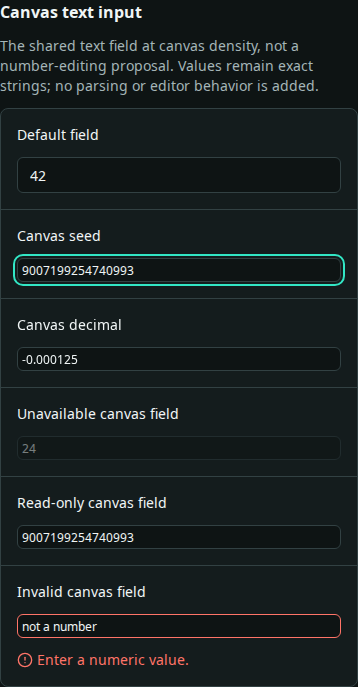 Canvas text input
The shared text field at canvas density, not a
number-editing proposal. Values remain exact
strings; no parsing or editor behavior is added.
Default field
42
Canvas seed
9007199254740993
Canvas decimal
-0.000125
Unavailable canvas field
24
Read-only canvas field
9007199254740993
Invalid canvas field
not a number
Enter a numeric value.